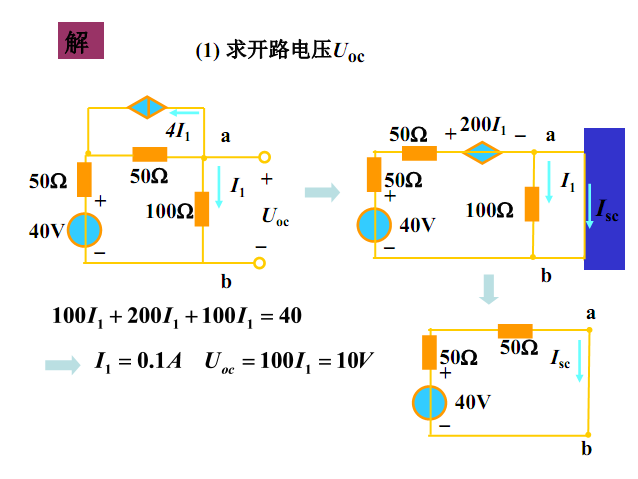 解
(1) 求开路电压Uoc
4I1
a
50Ω
50Ω
+
100Ω
I1
+
Uoc
40V
−
−
b
50Ω
+
200I1
−
a
50Ω
+
100Ω
I1
Isc
40V
−
b
100I1 + 200I1 + 100I1 = 40
I1 = 0.1A Uoc = 100I1 = 10V
a
50Ω
50Ω
Isc
+
40V
−
b